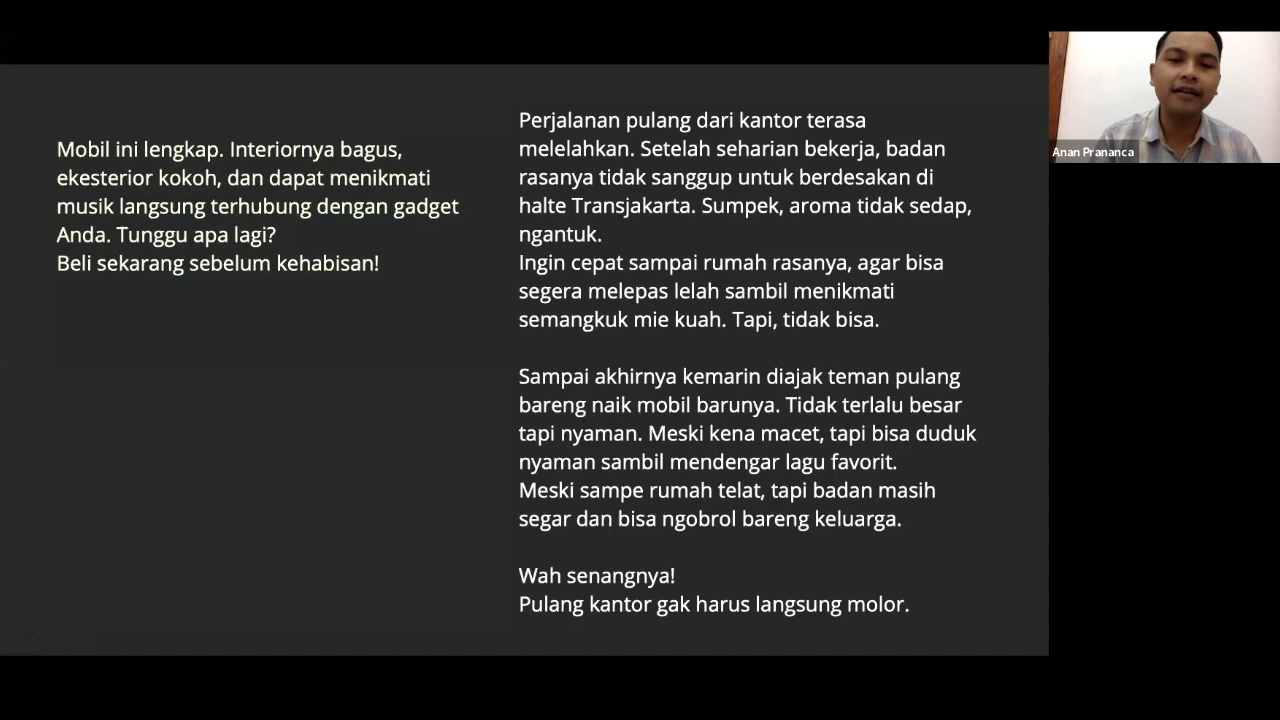 Mobil ini lengkap. Interiornya bagus,
ekesterior kokoh, dan dapat menikmati
musik langsung terhubung dengan gadget
Anda. Tunggu apa lagi?
Beli sekarang sebelum kehabisan!
Perjalanan pulang dari kantor terasa
melelahkan. Setelah seharian bekerja, badan
rasanya tidak sanggup untuk berdesakan di
halte Transjakarta. Sumpek, aroma tidak sedap,
ngantuk.
Ingin cepat sampai rumah rasanya, agar bisa
segera melepas lelah sambil menikmati
semangkuk mie kuah. Tapi, tidak bisa.
Sampai akhirnya kemarin diajak teman pulang
bareng naik mobil barunya. Tidak terlalu besar
tapi nyaman. Meski kena macet, tapi bisa duduk
nyaman sambil mendengar lagu favorit.
Meski sampe rumah telat, tapi badan masih
segar dan bisa ngobrol bareng keluarga.
Wah senangnya!
Pulang kantor gak harus langsung molor.
Anan Prananca